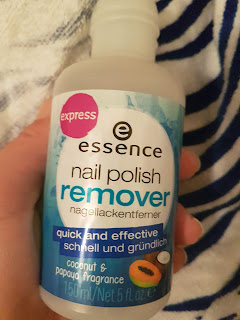 express
e
essence
nail polish
remover
nagellackentferner
quick and effective
schnell und gründlich
coconut &
papaya fragrance
150 ml/Net 5 fl. oz. e